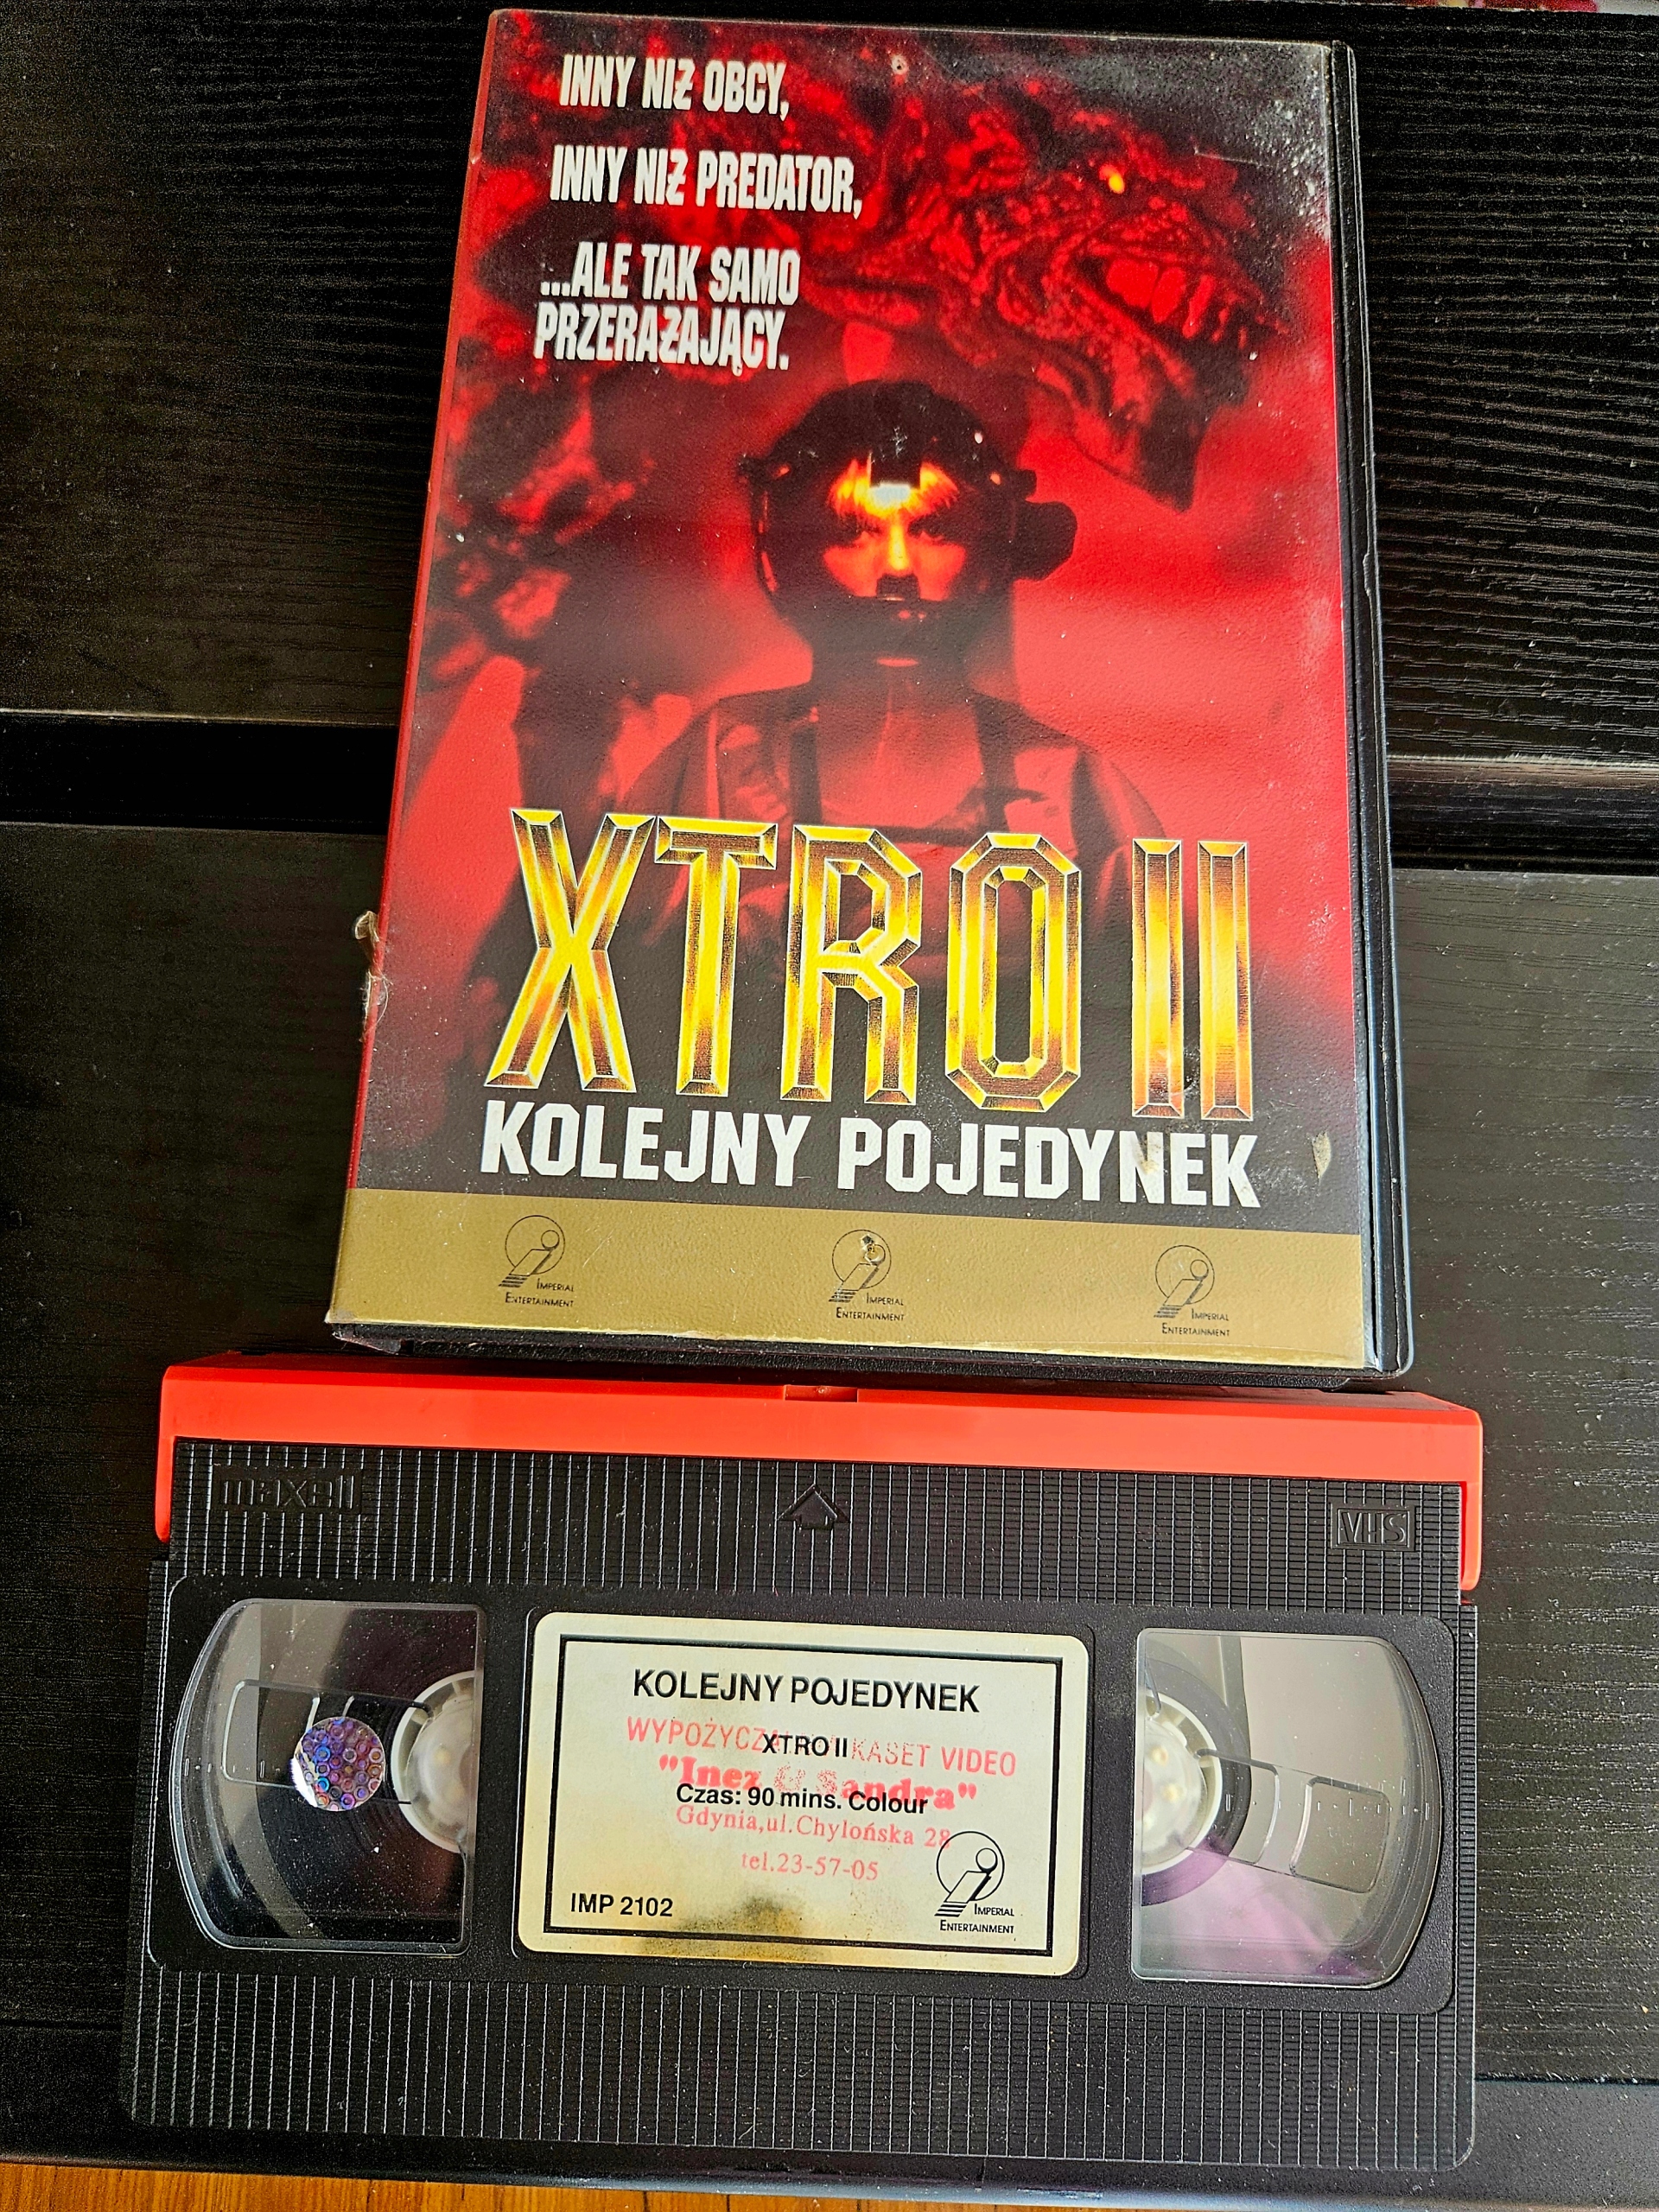 INNY NIŻ OBCY,
INNY NIŻ PREDATOR,
...ALE TAK SAMO
PRZERAŻAJĄCY.
XTRO II
KOLEJNY POJEDYNEK
IMPERIAL
ENTERTAINMENT
IMPERIAL
ENTERTAINMENT
IMPERIAL
ENTERTAINMENT
maxell
VHS
KOLEJNY POJEDYNEK
WYPOŻYCZALNIA KASET VIDEO
XTRO II
"Inez & Sandra"
Czas: 90 mins. Colour
Gdynia,ul.Chylońska 28
tel.23-57-05
IMP 2102
IMPERIAL
ENTERTAINMENT